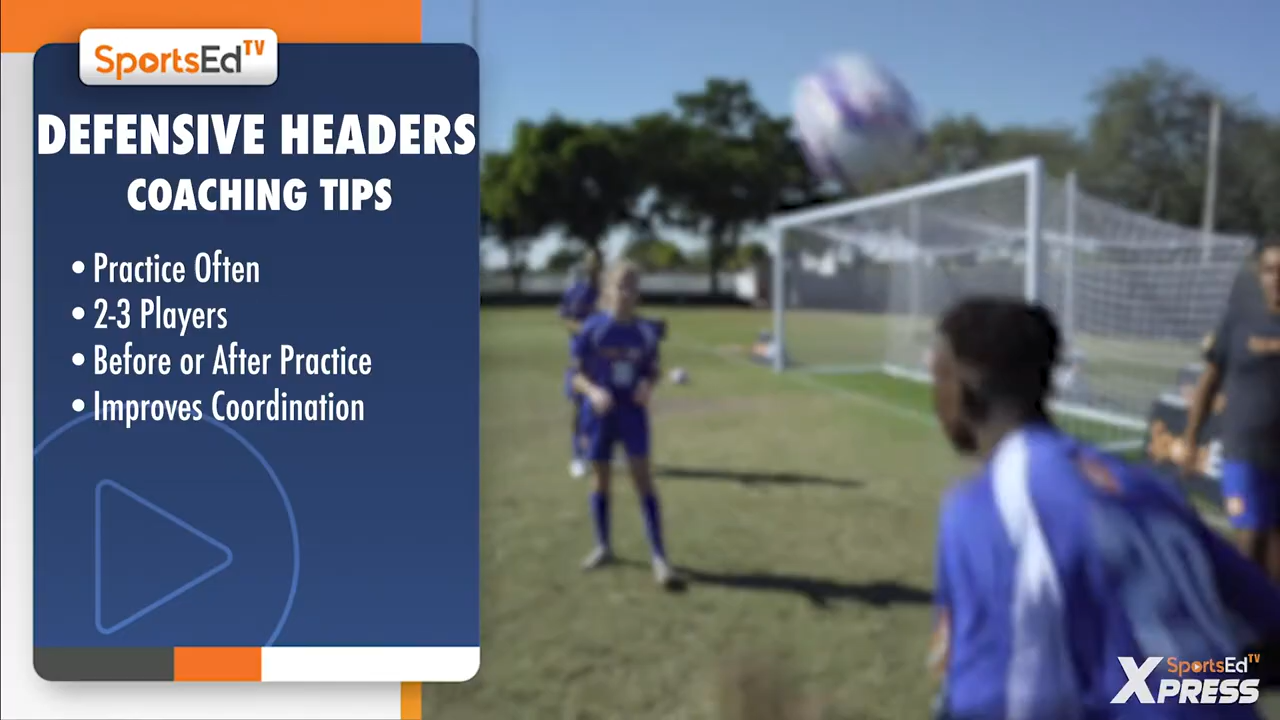 SportsEdTV
DEFENSIVE HEADERS
COACHING TIPS
• Practice Often
• 2-3 Players
• Before or After Practice
• Improves Coordination
SportsEdTV
XPRESS